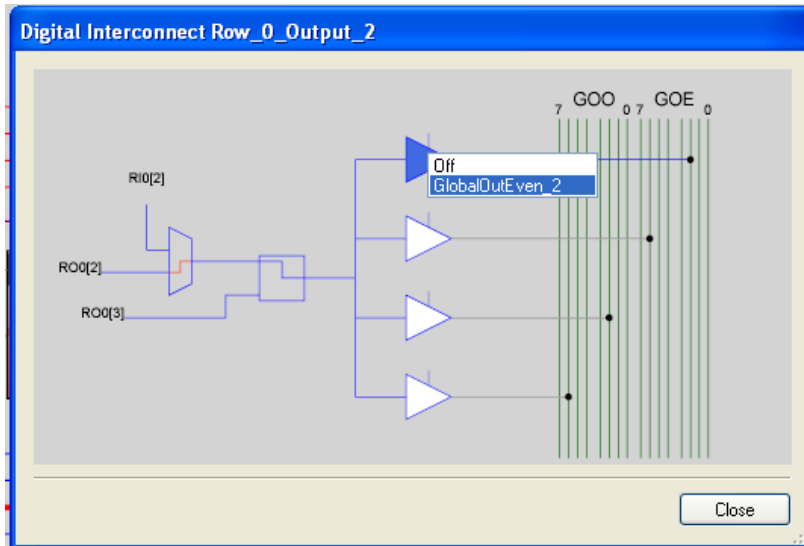 Digital Interconnect Row_0_Output_2
7 GOO 0 7 GOE 0
Off
GlobalOutEven_2
RI0[2]
RO0[2]
RO0[3]
Close